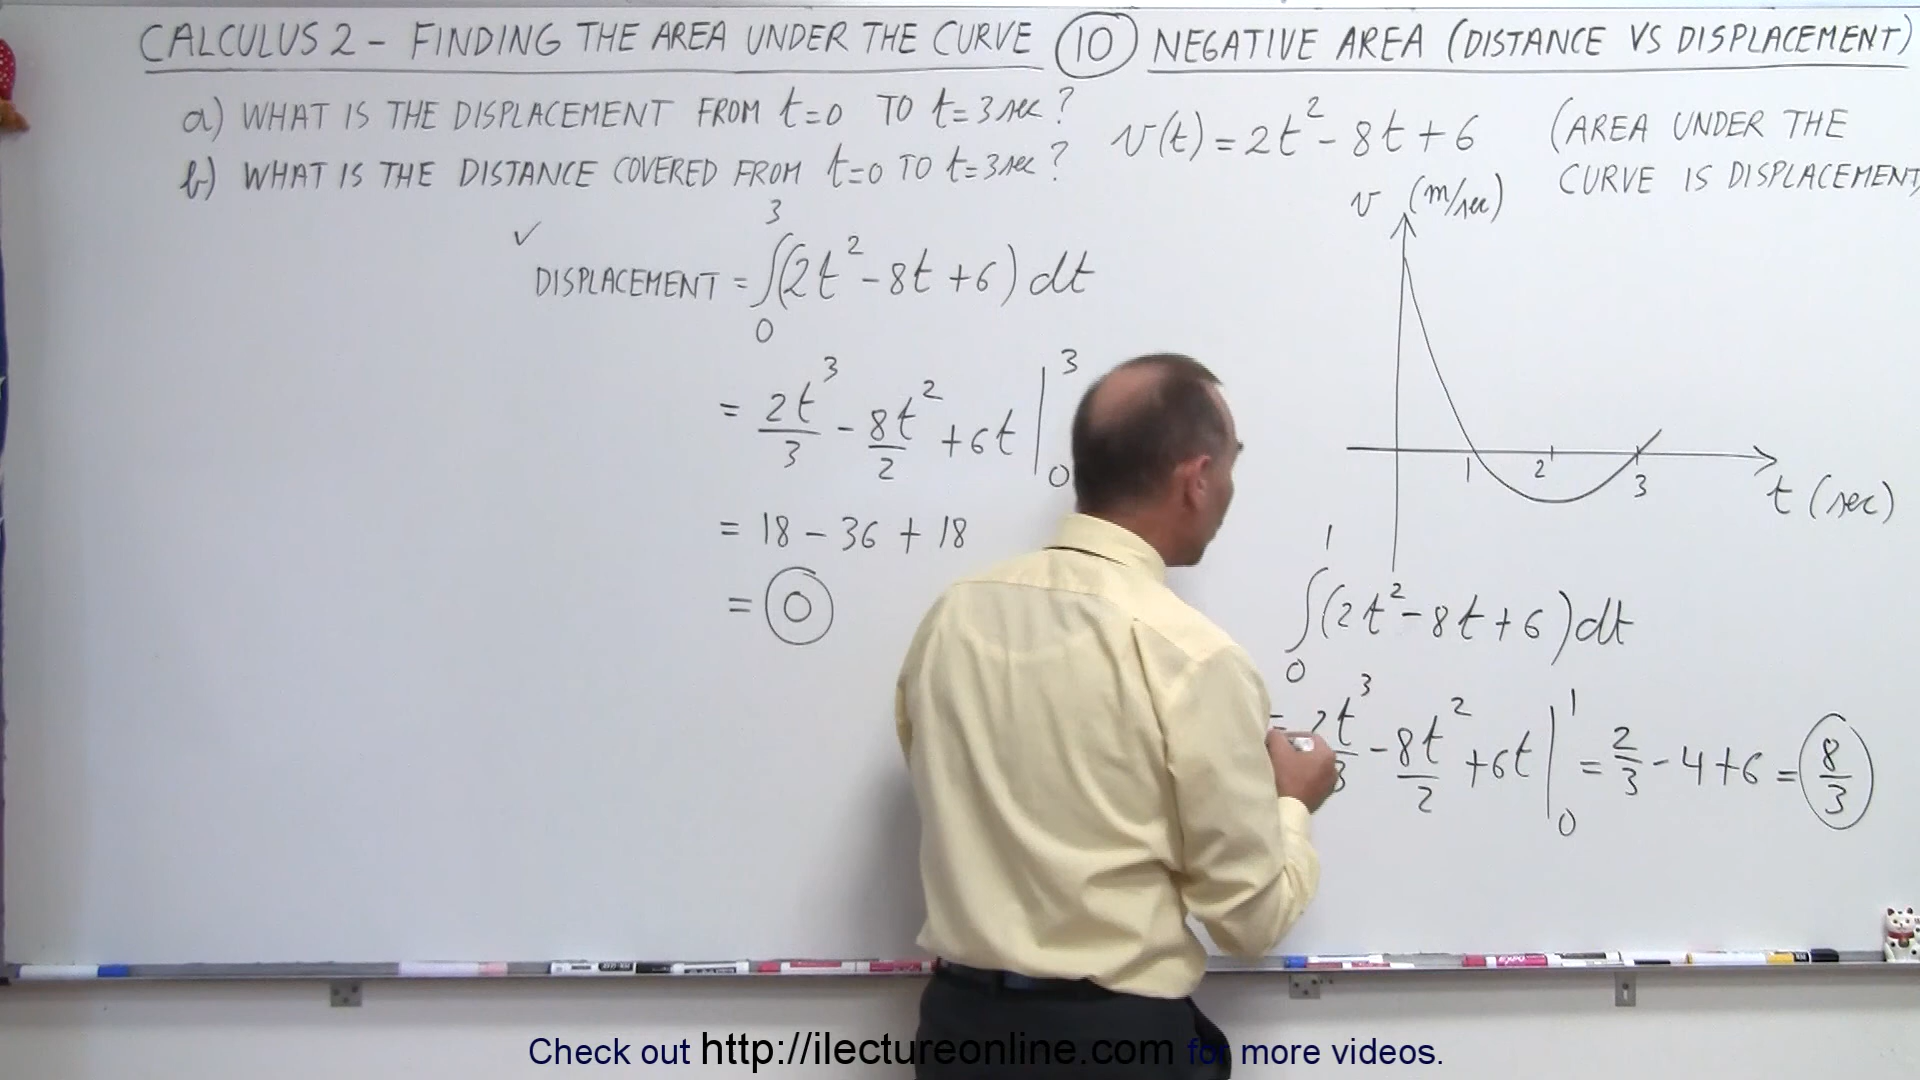 CALCULUS 2 - FINDING THE AREA UNDER THE CURVE (10) NEGATIVE AREA (DISTANCE VS DISPLACEMENT)
a) WHAT IS THE DISPLACEMENT FROM t=0 TO t=3 sec?
b) WHAT IS THE DISTANCE COVERED FROM t=0 TO t=3 sec?
v(t) = 2t² - 8t + 6
(AREA UNDER THE
CURVE IS DISPLACEMENT)
✓
DISPLACEMENT = ∫₀³ (2t² - 8t + 6) dt
= 2t³/3 - 8t²/2 + 6t |₀³
= 18 - 36 + 18
= 0
v (m/sec)
1 2 3
t (sec)
∫₀¹ (2t² - 8t + 6) dt
= 2t³/3 - 8t²/2 + 6t |₀¹ = 2/3 - 4 + 6 = 8/3
Check out http://ilectureonline.com for more videos.